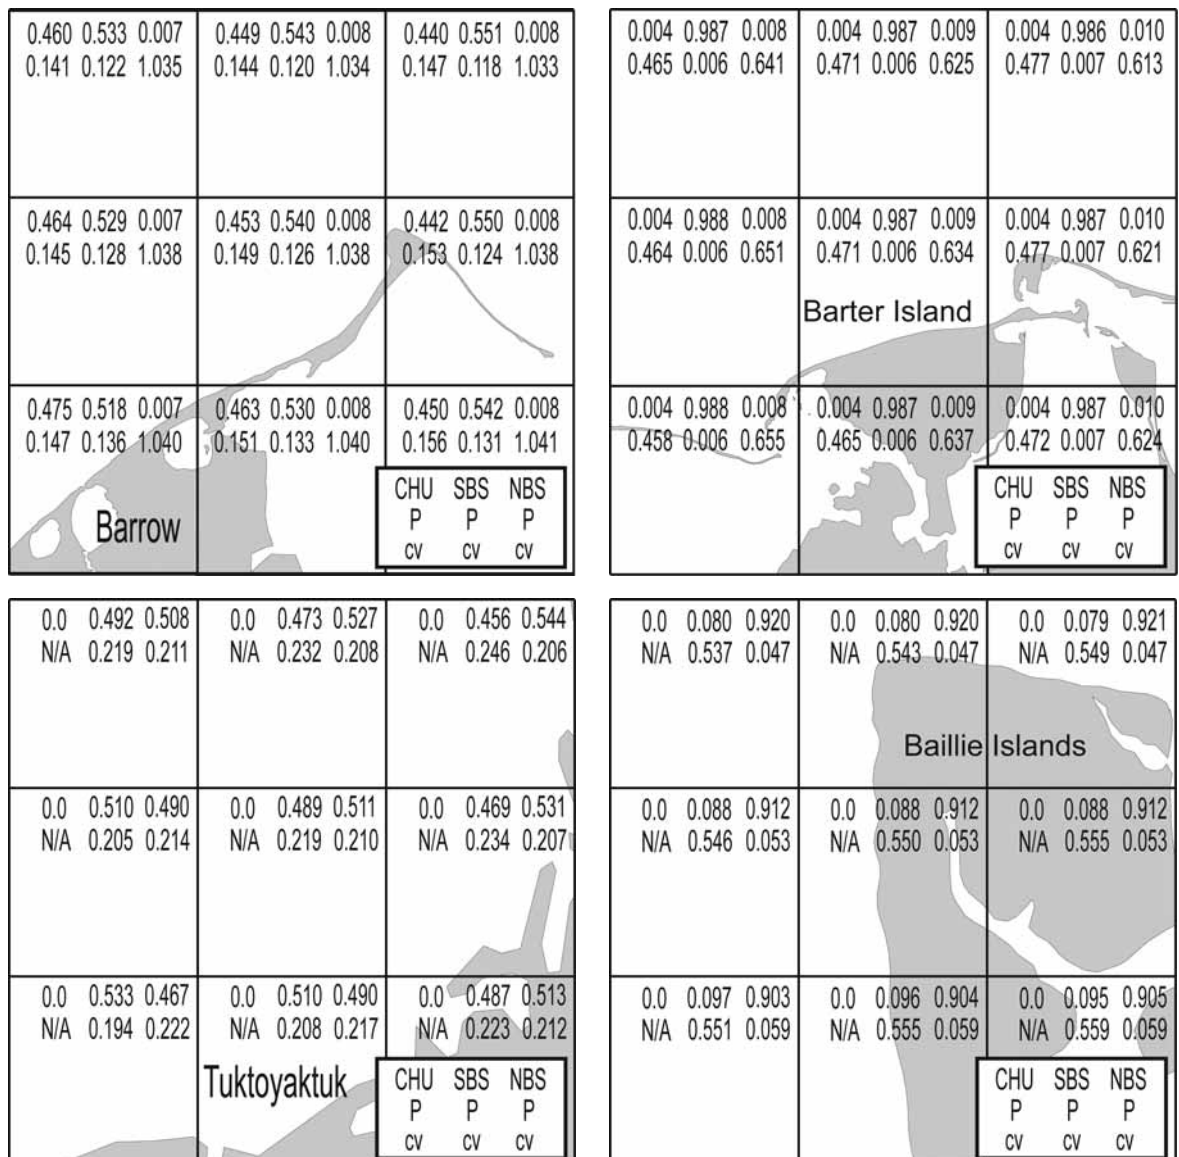 0.460 0.533 0.007
0.141 0.122 1.035
0.449 0.543 0.008
0.144 0.120 1.034
0.440 0.551 0.008
0.147 0.118 1.033
0.464 0.529 0.007
0.145 0.128 1.038
0.453 0.540 0.008
0.149 0.126 1.038
0.442 0.550 0.008
0.153 0.124 1.038
0.475 0.518 0.007
0.147 0.136 1.040
0.463 0.530 0.008
0.151 0.133 1.040
0.450 0.542 0.008
0.156 0.131 1.041
Barrow
CHU SBS NBS
P P P
cv cv cv
0.004 0.987 0.008
0.465 0.006 0.641
0.004 0.987 0.009
0.471 0.006 0.625
0.004 0.986 0.010
0.477 0.007 0.613
0.004 0.988 0.008
0.464 0.006 0.651
0.004 0.987 0.009
0.471 0.006 0.634
0.004 0.987 0.010
0.477 0.007 0.621
Barter Island
0.004 0.988 0.008
0.458 0.006 0.655
0.004 0.987 0.009
0.465 0.006 0.637
0.004 0.987 0.010
0.472 0.007 0.624
CHU SBS NBS
P P P
cv cv cv
0.0 0.492 0.508
N/A 0.219 0.211
0.0 0.473 0.527
N/A 0.232 0.208
0.0 0.456 0.544
N/A 0.246 0.206
0.0 0.510 0.490
N/A 0.205 0.214
0.0 0.489 0.511
N/A 0.219 0.210
0.0 0.469 0.531
N/A 0.234 0.207
0.0 0.533 0.467
N/A 0.194 0.222
0.0 0.510 0.490
N/A 0.208 0.217
0.0 0.487 0.513
N/A 0.223 0.212
Tuktoyaktuk
CHU SBS NBS
P P P
cv cv cv
0.0 0.080 0.920
N/A 0.537 0.047
0.0 0.080 0.920
N/A 0.543 0.047
0.0 0.079 0.921
N/A 0.549 0.047
Baillie Islands
0.0 0.088 0.912
N/A 0.546 0.053
0.0 0.088 0.912
N/A 0.550 0.053
0.0 0.088 0.912
N/A 0.555 0.053
0.0 0.097 0.903
N/A 0.551 0.059
0.0 0.096 0.904
N/A 0.555 0.059
0.0 0.095 0.905
N/A 0.559 0.059
CHU SBS NBS
P P P
cv cv cv